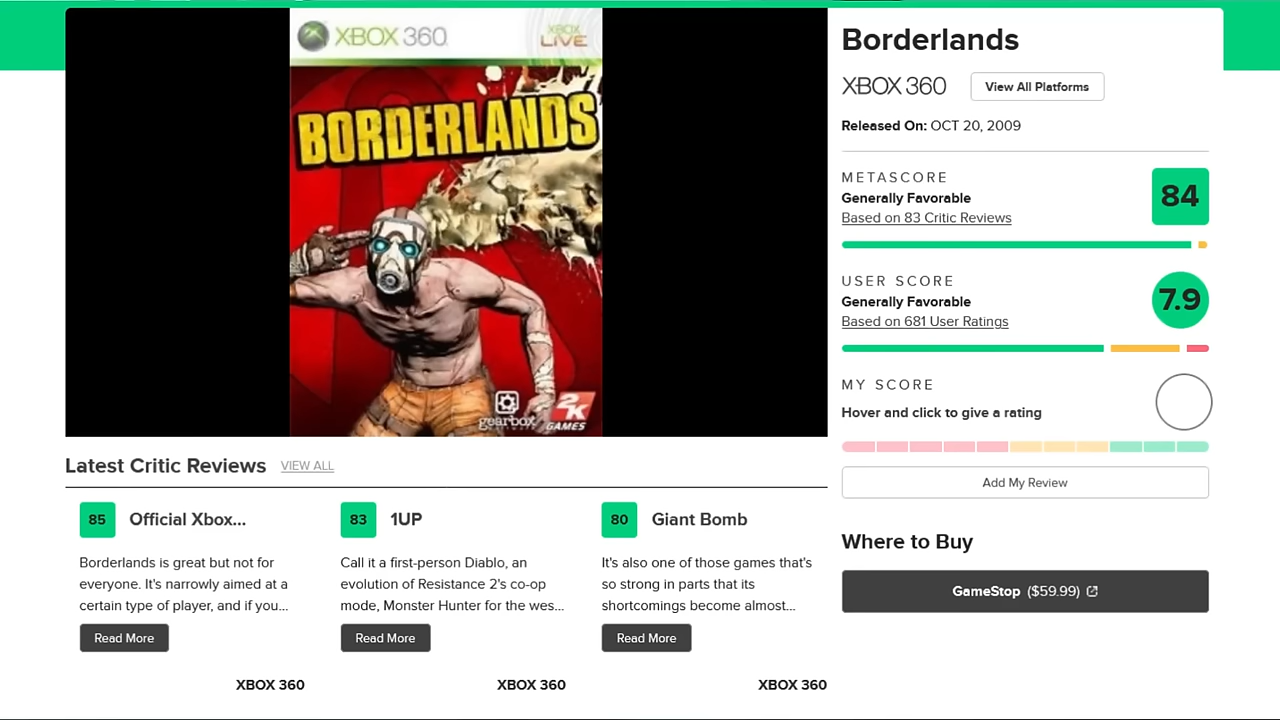 XBOX 360
XBOX
LIVE
BORDERLANDS
gearbox
2K
GAMES
Borderlands
XBOX 360
View All Platforms
Released On: OCT 20, 2009
METASCORE
Generally Favorable
Based on 83 Critic Reviews
84
USER SCORE
Generally Favorable
Based on 681 User Ratings
7.9
MY SCORE
Hover and click to give a rating
Add My Review
Where to Buy
GameStop ($59.99)
Latest Critic Reviews VIEW ALL
85 Official Xbox...
Borderlands is great but not for
everyone. It's narrowly aimed at a
certain type of player, and if you...
Read More
XBOX 360
83 1UP
Call it a first-person Diablo, an
evolution of Resistance 2's co-op
mode, Monster Hunter for the wes...
Read More
XBOX 360
80 Giant Bomb
It's also one of those games that's
so strong in parts that its
shortcomings become almost...
Read More
XBOX 360